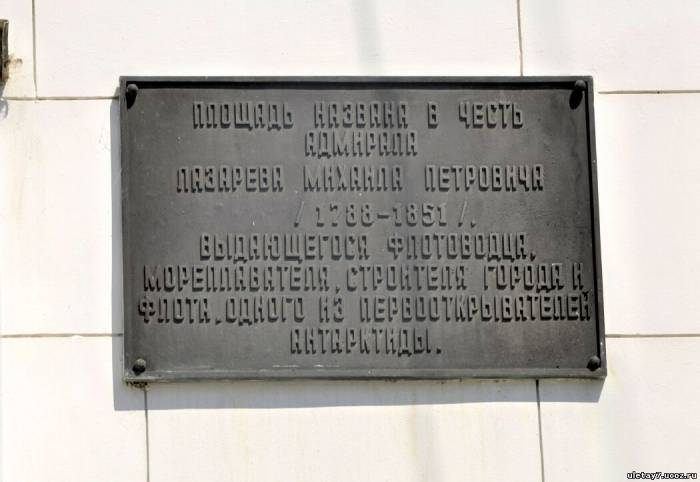 ПЛОЩАДЬ НАЗВАНА В ЧЕСТЬ
АДМИРАЛА
ЛАЗАРЕВА МИХАИЛА ПЕТРОВИЧА
/1788-1851/,
ВЫДАЮЩЕГОСЯ ФЛОТОВОДЦА,
МОРЕПЛАВАТЕЛЯ, СТРОИТЕЛЯ ГОРОДА И
ФЛОТА, ОДНОГО ИЗ ПЕРВООТКРЫВАТЕЛЕЙ
АНТАРКТИДЫ.
uletay7.ucoz.ru